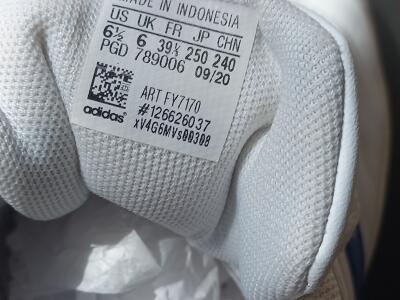 MADE IN INDONESIA
US UK FR JP CHN
6½ 6 39⅓ 250 240
PGD 789006 09/20
ART FY7170
#126626037
xV4G6MVs00308
adidas